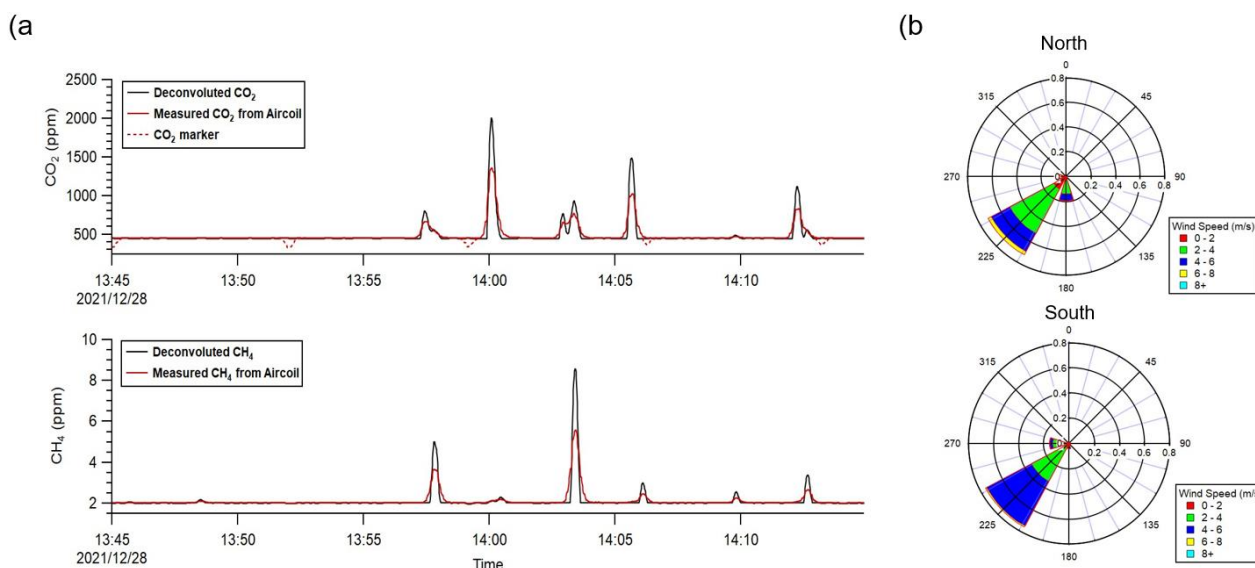 (a
(b
2500
2000
1500
1000
500
CO2 (ppm)
Deconvoluted CO2
Measured CO2 from Aircoil
CO2 marker
13:45
13:50
13:55
14:00
14:05
14:10
2021/12/28
10
8
6
4
2
CH4 (ppm)
Deconvoluted CH4
Measured CH4 from Aircoil
13:45
13:50
13:55
14:00
14:05
14:10
2021/12/28
Time
North
0
45
90
135
180
225
270
315
0.8
0.6
0.4
0.2
0
0.2 0.4 0.6 0.8
Wind Speed (m/s)
0 - 2
2 - 4
4 - 6
6 - 8
8+
South
0
45
90
135
180
225
270
315
0.8
0.6
0.4
0.2
0
0.2 0.4 0.6 0.8
Wind Speed (m/s
0 - 2
2 - 4
4 - 6
6 - 8
8+